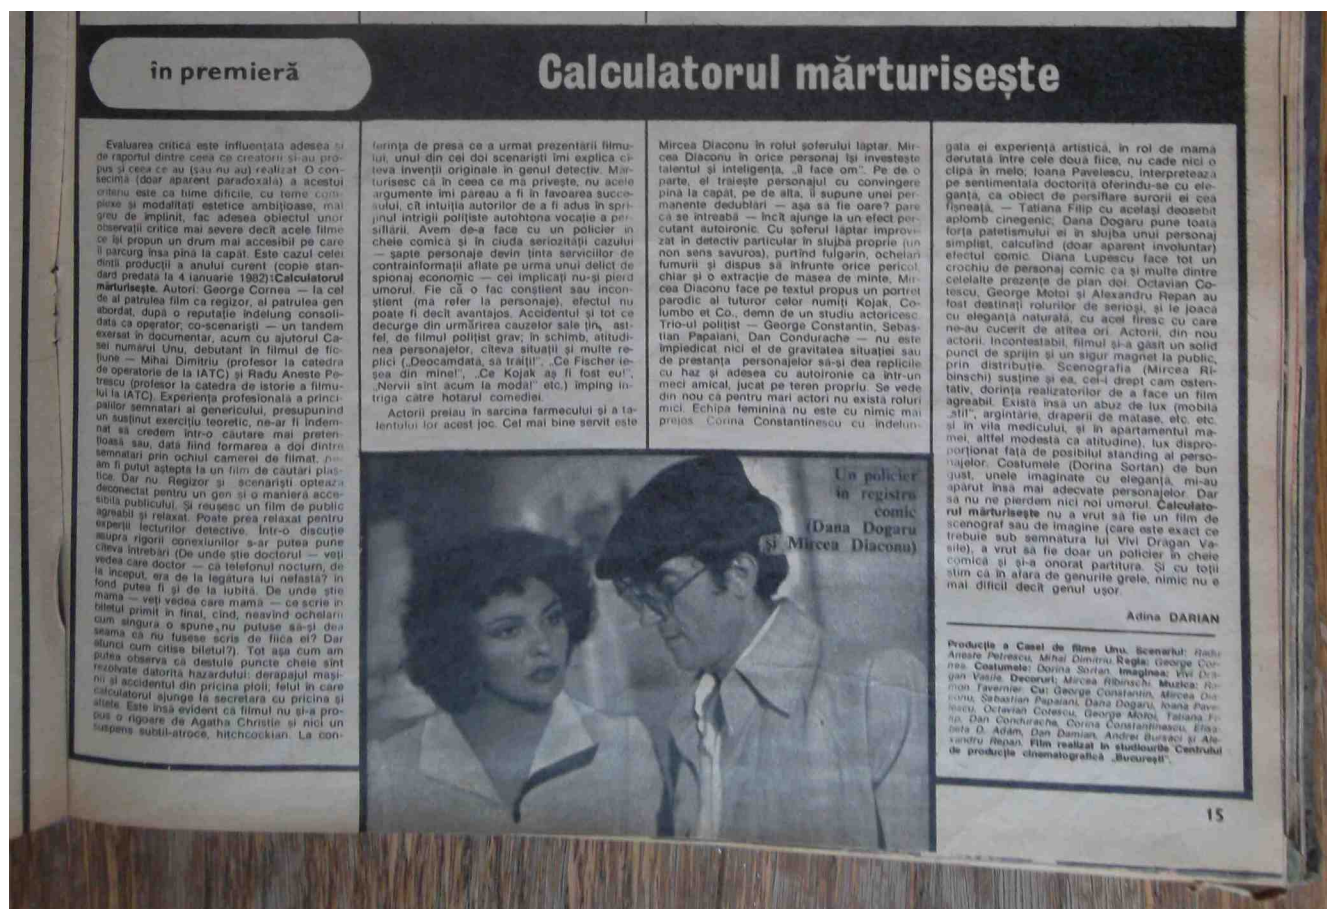 în premieră
Calculatorul mărturisește
Evaluarea critică este influențată adesea și
de raportul dintre ceea ce creatorii și-au pro-
pus și ceea ce au (sau nu au) realizat. O con-
secință (doar aparent paradoxală) a acestui
criteriu este că filme dificile, cu teme com-
plexe și modalități estetice ambițioase, mai
greu de împlinit, fac adesea obiectul unor
observații critice mai severe decît acele filme
ce își propun un drum mai accesibil pe care
îl parcurg însă pînă la capăt. Este cazul celei
dintîi producții a anului curent (copie stan-
dard predată la 4 ianuarie 1982): Calculatorul
mărturisește. Autori: George Cornea — la cel
de al patrulea film ca regizor, al patrulea gen
abordat, după o reputație îndelung consoli-
dată ca operator, co-scenariști — un tandem
exersat în documentar, acum cu ajutorul Ca-
sei numărul Unu, debutant în filmul de fic-
țiune — Mihai Dimitriu (profesor la catedra
de operatorie de la IATC) și Radu Aneste Pe-
trescu (profesor la catedra de istorie a filmu-
lui la IATC). Experiența profesională a princi-
palilor semnatari ai genericului, presupunînd
un susținut exercițiu teoretic, ne-ar fi îndem-
nat să credem într-o căutare mai preten-
țioasă sau, dată fiind formarea a doi dintre
semnatari prin ochiul camerei de filmat, ne-
am fi putut aștepta la un film de căutări plas-
tice. Dar nu. Regizor și scenariști optează
deconectat pentru un gen și o manieră acce-
sibilă publicului. Și reușesc un film de public
agreabil și relaxat. Poate prea relaxat pentru
experții lecturilor detective. Într-o discuție
asupra rigorii conexiunilor s-ar putea pune
cîteva întrebări (De unde știe doctorul — veți
vedea care doctor — că telefonul nocturn, de
la început, era de la legătura lui nefastă? În
fond putea fi și de la iubită. De unde știe
mama — veți vedea care mamă — ce scrie în
biletul primit în final, cînd, neavînd ochelarii
cum singură o spune, nu putuse să-și dea
seama că nu fusese scris de fiica ei? Dar
atunci cum citise biletul?). Tot așa cum am
putea observa că destule puncte cheie sînt
rezolvate datorită hazardului: derapajul mași-
nii și accidentul din pricina ploii; felul în care
calculatorul ajunge la secretara cu pricina și
altele. Este însă evident că filmul nu și-a pro-
pus o rigoare de Agatha Christie și nici un
suspens subtil-atroce, hitchcockian. La con-
ferința de presă ce a urmat prezentării filmu-
lui, unul din cei doi scenariști îmi explica cî-
teva invenții originale în genul detectiv. Măr-
turisesc că în ceea ce mă privește, nu acele
argumente îmi păreau a fi în favoarea succe-
sului, cît intuiția autorilor de a fi adus în spri-
jinul intrigii polițiste autohtona vocație a per-
siflării. Avem de-a face cu un policier în
cheie comică și în ciuda seriozității cazului
— șapte personaje devin ținta serviciilor de
contrainformații aflate pe urma unui delict de
spionaj economic — cei implicați nu-și pierd
umorul. Fie că o fac conștient sau incon-
știent (mă refer la personaje), efectul nu
poate fi decît avantajos. Accidentul și tot ce
decurge din urmărirea cauzelor sale țin, ast-
fel, de filmul polițist grav; în schimb, atitudi-
nea personajelor, cîteva situații și multe re-
plici („Deocamdată, să trăiți!”, „Ce Fischer ie-
șea din mine!”, „Ce Kojak aș fi fost eu!”,
„Nervii sînt acum la modă!” etc.) împing in-
triga către hotarul comediei.
Actorii preiau în sarcina farmecului și a ta-
lentului lor acest joc. Cel mai bine servit este
Mircea Diaconu în rolul șoferului lăptar. Mir-
cea Diaconu în orice personaj își investește
talentul și inteligența, „îl face om”. Pe de o
parte, el trăiește personajul cu convingere
pînă la capăt, pe de alta, îl supune unei per-
manente dedublări — așa să fie oare? pare
că se întreabă — încît ajunge la un efect per-
cutant autoironic. Cu șoferul lăptar improvi-
zat în detectiv particular în slujbă proprie (un
non sens savuros), purtînd fulgarin, ochelari
fumurii și dispus să înfrunte orice pericol,
chiar și o extracție de măsea de minte, Mir-
cea Diaconu face pe textul propus un portret
parodic al tuturor celor numiți Kojak, Co-
lumbo et Co., demn de un studiu actoricesc.
Trio-ul polițist — George Constantin, Sebas-
tian Papaiani, Dan Condurache — nu este
împiedicat nici el de gravitatea situației sau
de prestanța personajelor să-și dea replicile
cu haz și adesea cu autoironie ca într-un
meci amical, jucat pe teren propriu. Se vede
din nou că pentru mari actori nu există roluri
mici. Echipa feminină nu este cu nimic mai
prejos. Corina Constantinescu cu îndelun-
gata ei experiență artistică, în rol de mamă
derutată între cele două fiice, nu cade nici o
clipă în melo; Ioana Pavelescu, interpretează
pe sentimentala doctoriță oferindu-se cu ele-
ganță, ca obiect de persiflare surorii ei cea
fîșneață, — Tatiana Filip cu același deosebit
aplomb cinegenic; Dana Dogaru pune toată
forța patetismului ei în slujba unui personaj
simplist, calculînd (doar aparent involuntar)
efectul comic. Diana Lupescu face tot un
crochiu de personaj comic ca și multe dintre
celelalte prezențe de plan doi. Octavian Co-
tescu, George Motoi și Alexandru Repan au
fost destinați rolurilor de serioși, și le joacă
cu eleganța naturală, cu acel firesc cu care
ne-au cucerit de atîtea ori. Actorii, din nou
actorii. Incontestabil, filmul și-a găsit un solid
punct de sprijin și un sigur magnet la public,
prin distribuție. Scenografia (Mircea Ri-
binschi) susține și ea, ce-i drept cam osten-
tativ, dorința realizatorilor de a face un film
agreabil. Există însă un abuz de lux (mobilă
„stil”, argintărie, draperii de mătase, etc. etc.
și în vila medicului, și în apartamentul ma-
mei, altfel modestă ca atitudine), lux dispro-
porționat față de posibilul standing al perso-
najelor. Costumele (Dorina Șortan) de bun
gust, unele imaginate cu eleganță, mi-au
apărut însă mai adecvate personajelor. Dar
să nu ne pierdem nici noi umorul. Calculato-
rul mărturisește nu a vrut să fie un film de
scenograf sau de imagine (care este exact ce
trebuie sub semnătura lui Vivi Drăgan Va-
sile), a vrut să fie doar un policier în cheie
comică și și-a onorat partitura. Și cu toții
știm că în afara de genurile grele, nimic nu e
mai dificil decît genul ușor.
Adina DARIAN
Un policier
în registru
comic
(Dana Dogaru
și Mircea Diaconu)
Producție a Casei de filme Unu. Scenariul: Radu
Aneste Petrescu, Mihai Dimitriu. Regia: George Cor-
nea. Costumele: Dorina Șortan. Imaginea: Vivi Dră-
gan Vasile. Decoruri: Mircea Ribinschi. Muzica: Ra-
mon Tavernier. Cu: George Constantin, Mircea Dia-
conu, Sebastian Papaiani, Dana Dogaru, Ioana Pave-
lescu, Octavian Cotescu, George Motoi, Tatiana Fi-
lip, Dan Condurache, Corina Constantinescu, Elisa-
beta O. Adam, Dan Damian, Andrei Bursaci și Ale-
xandru Repan. Film realizat în studiourile Centrului
de producție cinematografică „București”.
15